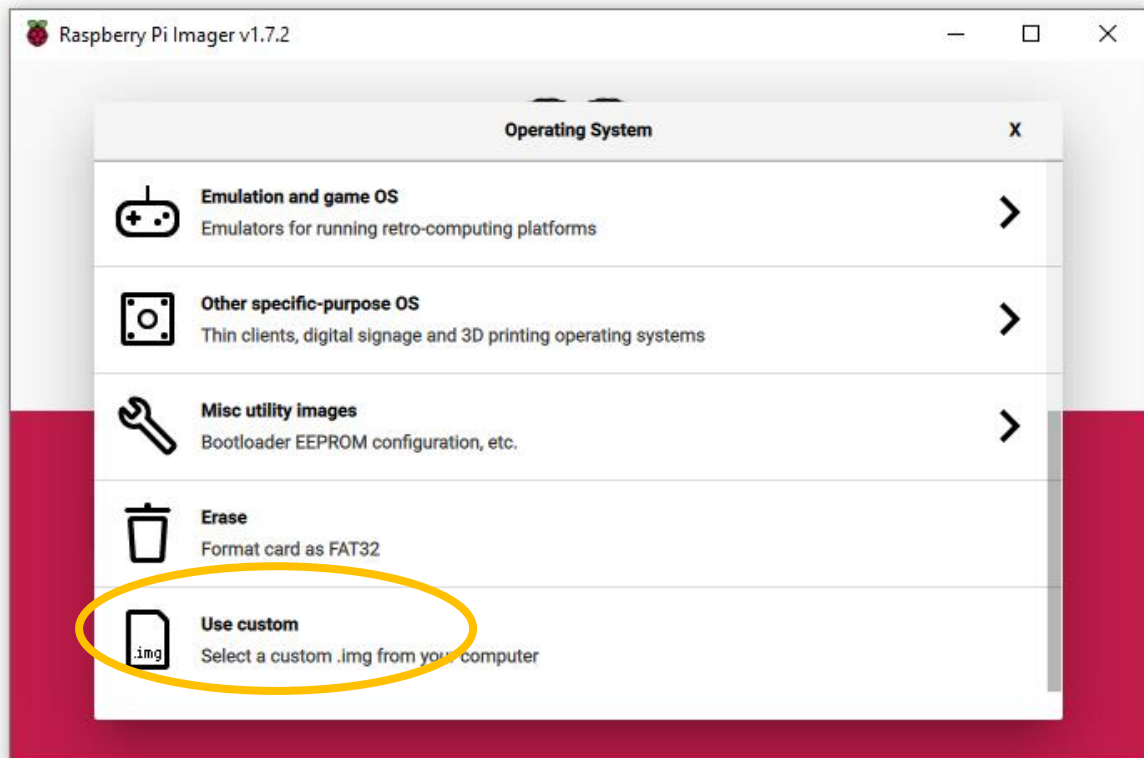 Raspberry Pi Imager v1.7.2
Operating System
X
Emulation and game OS
Emulators for running retro-computing platforms
Other specific-purpose OS
Thin clients, digital signage and 3D printing operating systems
Misc utility images
Bootloader EEPROM configuration, etc.
Erase
Format card as FAT32
Use custom
.img
Select a custom .img from your computer